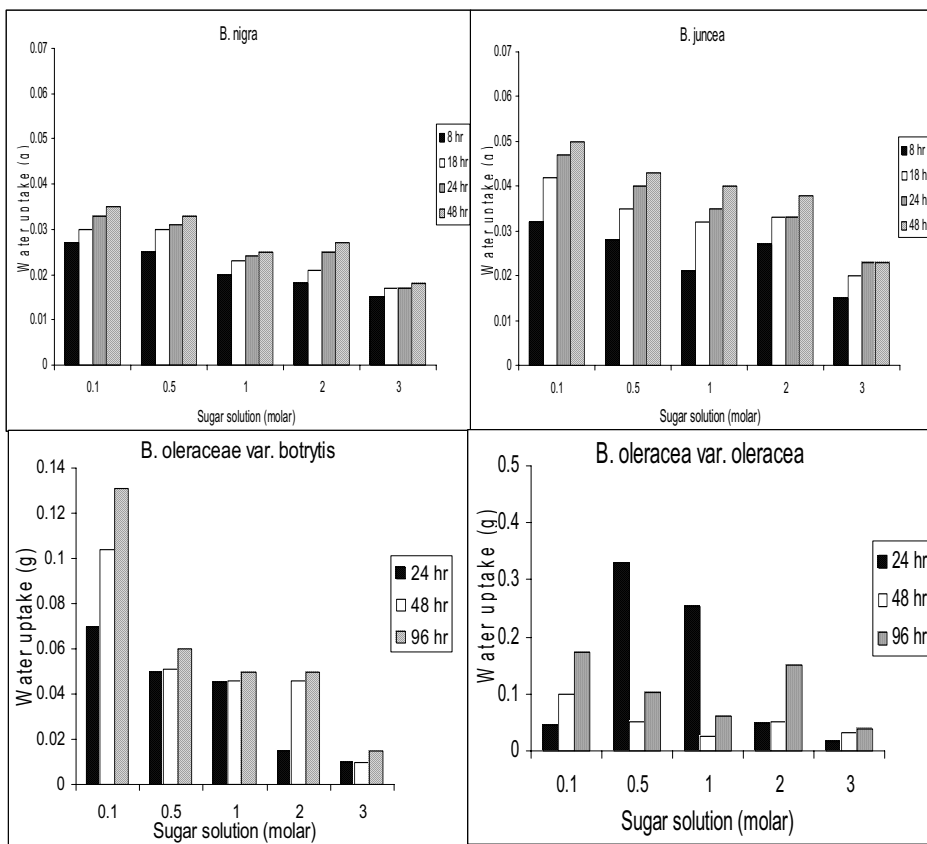 B. nigra
0.07
0.06
0.05
0.04
0.03
0.02
0.01
0
Water uptake (g)
0.1 0.5 1 2 3
Sugar solution (molar)
8 hr
18 hr
24 hr
48 hr
B. juncea
0.07
0.06
0.05
0.04
0.03
0.02
0.01
0
Water uptake (g)
0.1 0.5 1 2 3
Sugar solution (molar)
8 hr
18 h
24 h
48 h
B. oleraceae var. botrytis
0.14
0.12
0.1
0.08
0.06
0.04
0.02
0
Water uptake (g)
0.1 0.5 1 2 3
Sugar solution (molar)
24 hr
48 hr
96 hr
B. oleracea var. oleracea
0.5
0.4
0.3
0.2
0.1
0
Water uptake (g)
0.1 0.5 1 2 3
Sugar solution (molar)
24 hr
48 hr
96 hr